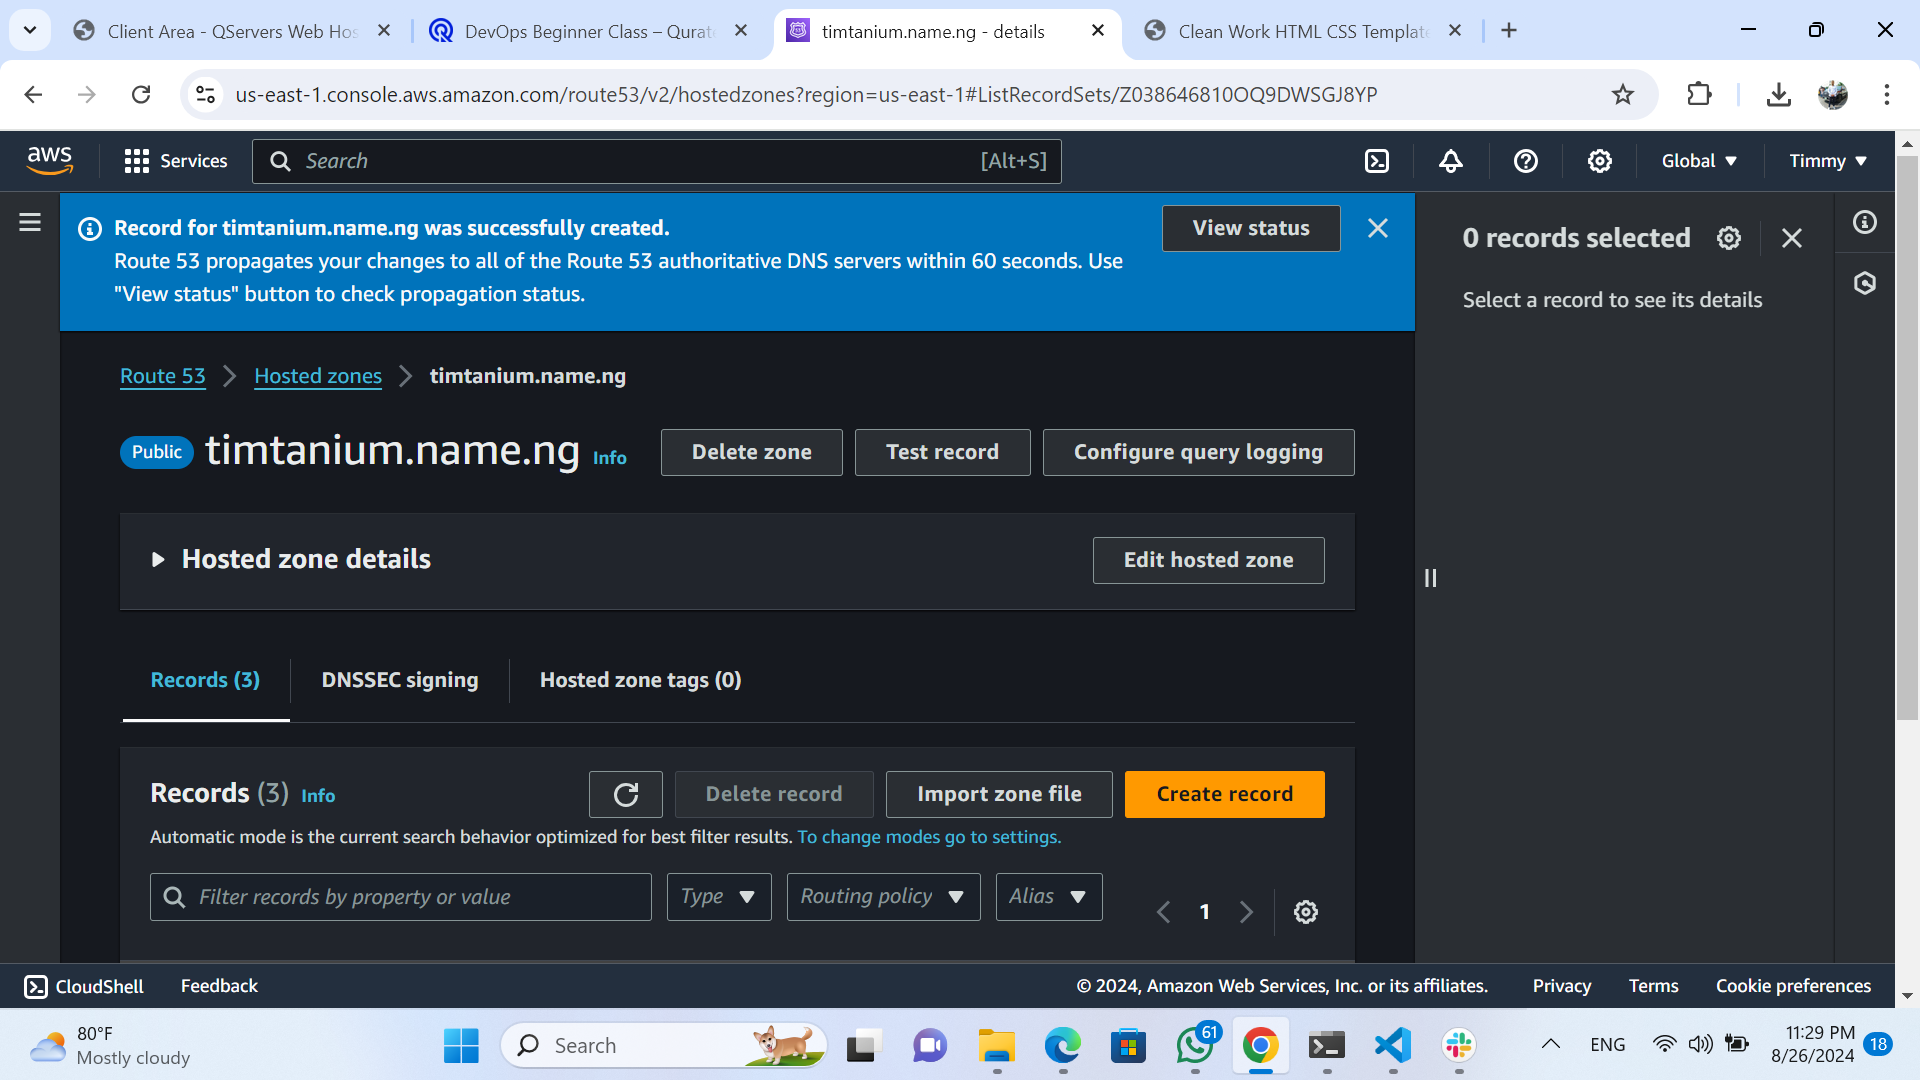 Client Area - QServers Web Hos
DevOps Beginner Class – Qurat
timtanium.name.ng - details
Clean Work HTML CSS Template
us-east-1.console.aws.amazon.com/route53/v2/hostedzones?region=us-east-1#ListRecordSets/Z038646810OQ9DWSGJ8YP
aws
Services
Search
[Alt+S]
Global
Timmy
Record for timtanium.name.ng was successfully created.
Route 53 propagates your changes to all of the Route 53 authoritative DNS servers within 60 seconds. Use
"View status" button to check propagation status.
View status
0 records selected
Select a record to see its details
Route 53
Hosted zones
timtanium.name.ng
Public
timtanium.name.ng
Info
Delete zone
Test record
Configure query logging
Hosted zone details
Edit hosted zone
Records (3)
DNSSEC signing
Hosted zone tags (0)
Records (3) Info
Delete record
Import zone file
Create record
Automatic mode is the current search behavior optimized for best filter results. To change modes go to settings.
Filter records by property or value
Type
Routing policy
Alias
1
CloudShell
Feedback
© 2024, Amazon Web Services, Inc. or its affiliates.
Privacy
Terms
Cookie preferences
80°F
Mostly cloudy
Search
61
ENG
11:29 PM
8/26/2024
18